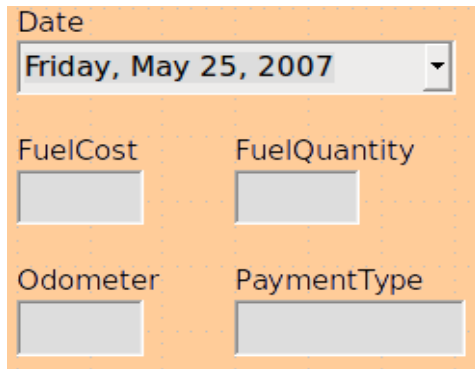 Date
Friday, May 25, 2007
FuelCost FuelQuantity
Odometer PaymentType